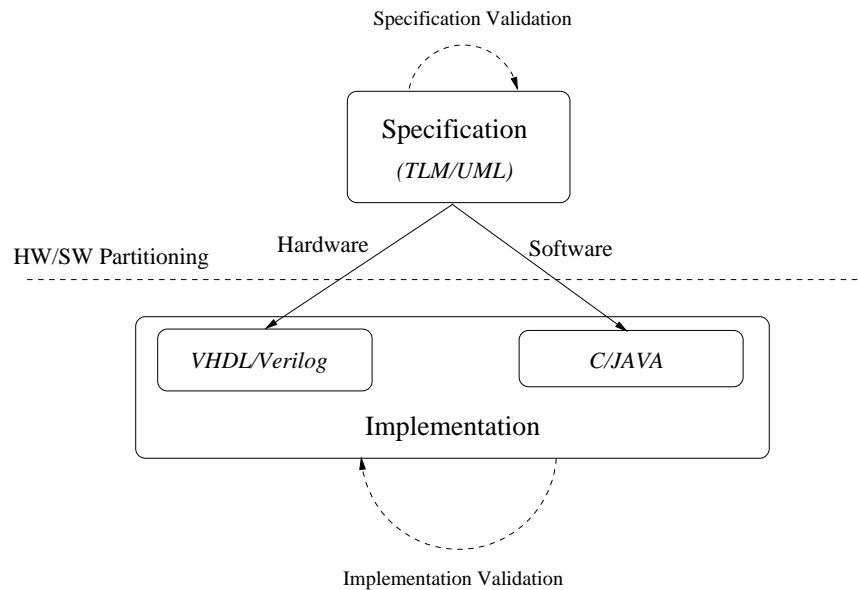 Specification Validation
Specification
(TLM/UML)
Hardware
Software
HW/SW Partitioning
VHDL/Verilog
C/JAVA
Implementation
Implementation Validation